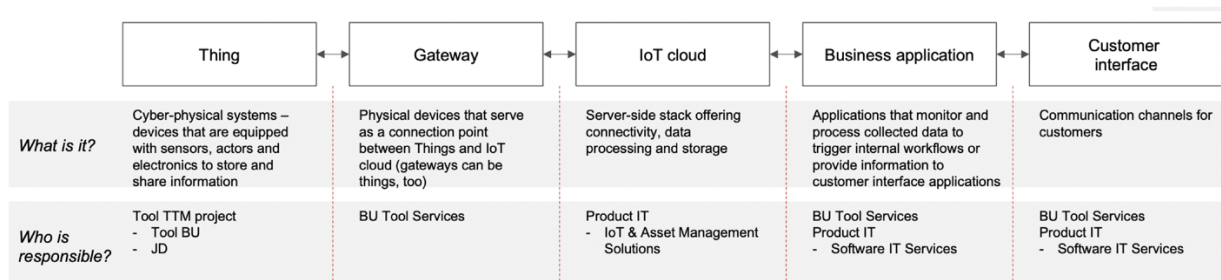 Thing
Gateway
IoT cloud
Business application
Customer
interface
What is it?
Cyber-physical systems –
devices that are equipped
with sensors, actors and
electronics to store and
share information
Physical devices that serve
as a connection point
between Things and IoT
cloud (gateways can be
things, too)
Server-side stack offering
connectivity, data
processing and storage
Applications that monitor and
process collected data to
trigger internal workflows or
provide information to
customer interface applications
Communication channels for
customers
Who is
responsible?
Tool TTM project
- Tool BU
- JD
BU Tool Services
Product IT
- IoT & Asset Management
Solutions
BU Tool Services
Product IT
- Software IT Services
BU Tool Services
Product IT
- Software IT Services